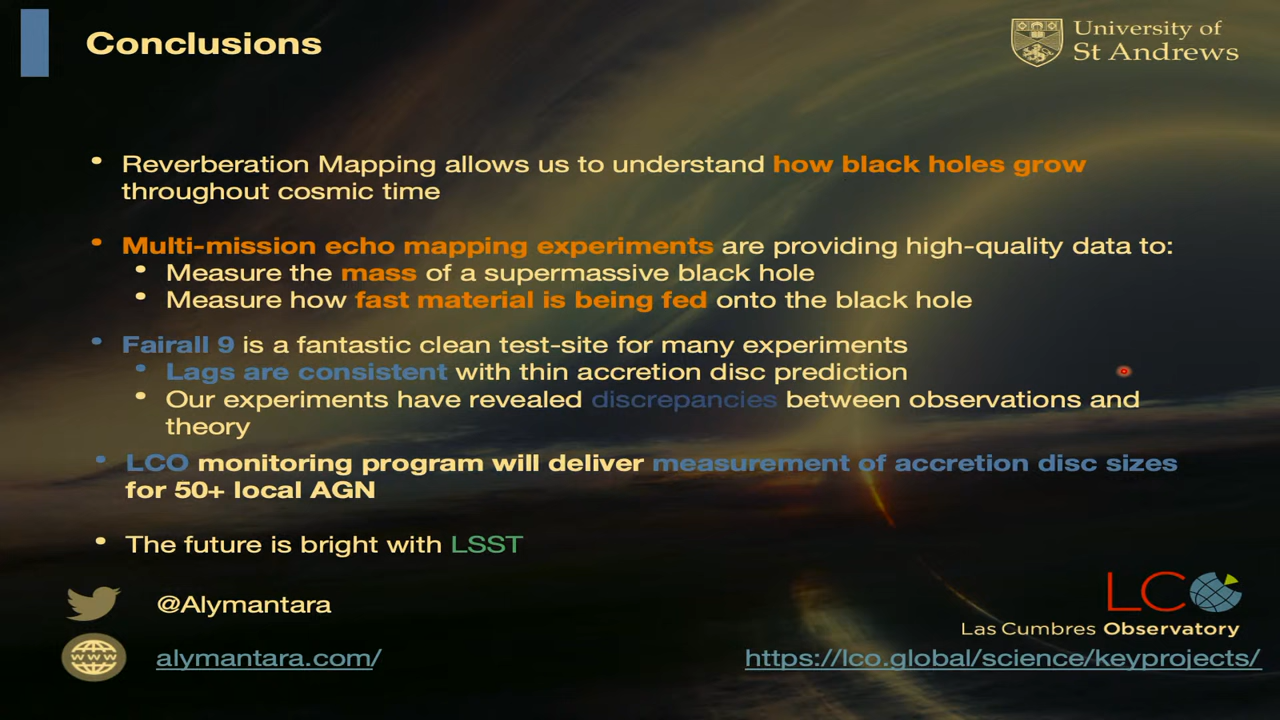 Conclusions
University of
St Andrews
• Reverberation Mapping allows us to understand how black holes grow
throughout cosmic time
• Multi-mission echo mapping experiments are providing high-quality data to:
• Measure the mass of a supermassive black hole
• Measure how fast material is being fed onto the black hole
• Fairall 9 is a fantastic clean test-site for many experiments
• Lags are consistent with thin accretion disc prediction
• Our experiments have revealed discrepancies between observations and
theory
• LCO monitoring program will deliver measurement of accretion disc sizes
for 50+ local AGN
• The future is bright with LSST
@Alymantara
LCO
Las Cumbres Observatory
www
alymantara.com/
https://lco.global/science/keyprojects/